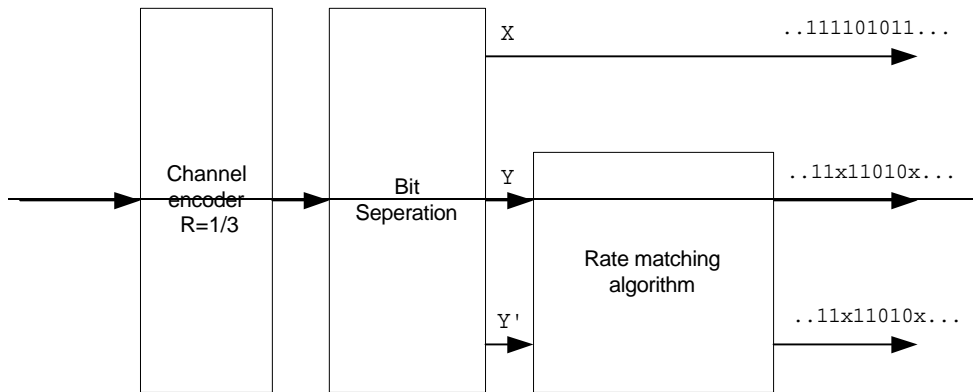 X
..111101011...
Channel
encoder
R=1/3
Bit
Seperation
Y
..11x11010x...
Rate matching
algorithm
Y'
..11x11010x...